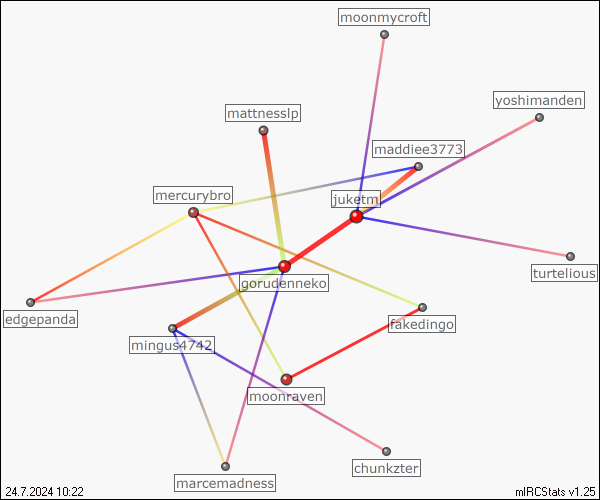 moonmycroft
yoshimanden
mattnesslp
maddiee3773
mercurybro
juketm
turtelious
gorudenneko
edgepanda
fakedingo
mingus4742
moonraven
chunkzter
marcemadness
24.7.2024 10:22
mIRCStats v1.25